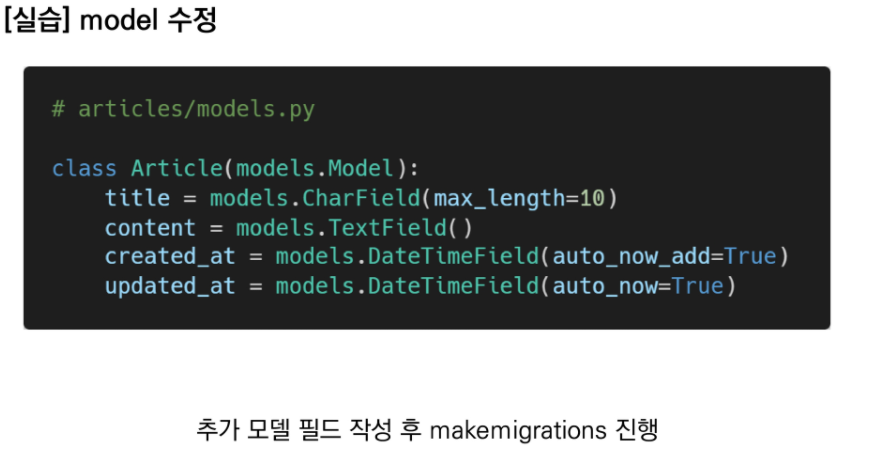 [실습] model 수정
# articles/models.py
class Article(models.Model):
    title = models.CharField(max_length=10)
    content = models.TextField()
    created_at = models.DateTimeField(auto_now_add=True)
    updated_at = models.DateTimeField(auto_now=True)
추가 모델 필드 작성 후 makemigrations 진행